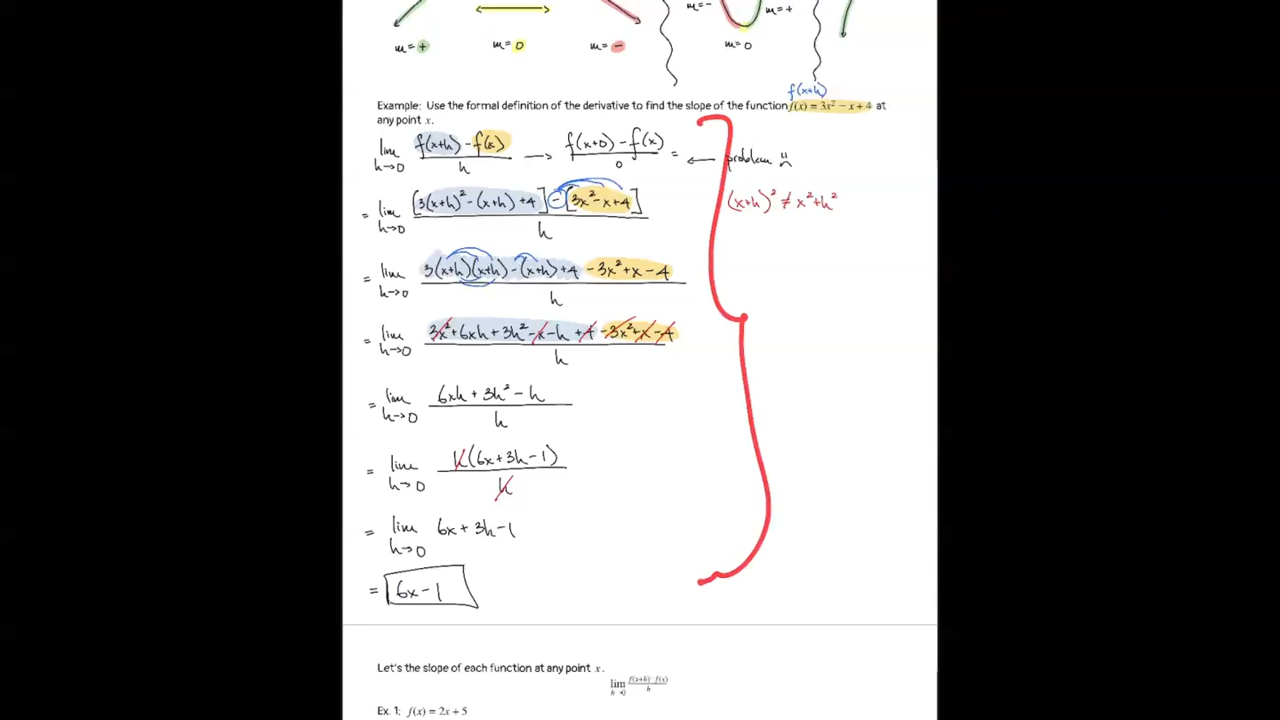 m = + m = 0 m = - m = - m = + m = 0
f(x+h)
Example: Use the formal definition of the derivative to find the slope of the function f(x) = 3x² − x + 4 at
any point x.
lim h→0 f(x+h) - f(x) / h → f(x+0) - f(x) / 0 = ← problem :(
= lim h→0 [3(x+h)² - (x+h) + 4] - [3x² - x + 4] / h
(x+h)² ≠ x² + h²
= lim h→0 3(x+h)(x+h) - (x+h) + 4 - 3x² + x - 4 / h
= lim h→0 3x² + 6xh + 3h² - x - h + 4 - 3x² + x - 4 / h
= lim h→0 6xh + 3h² - h / h
= lim h→0 h(6x + 3h - 1) / h
= lim h→0 6x + 3h - 1
= 6x - 1
Let's the slope of each function at any point x.
lim h→0 f(x+h)−f(x) / h
Ex. 1: f(x) = 2x + 5